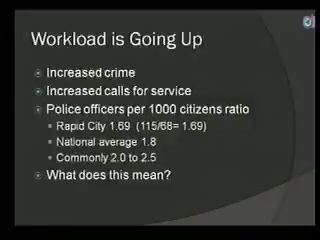 Workload is Going Up
Increased crime
Increased calls for service
Police officers per 1000 citizens ratio
Rapid City 1.69 (115/68= 1.69)
National average 1.8
Commonly 2.0 to 2.5
What does this mean?